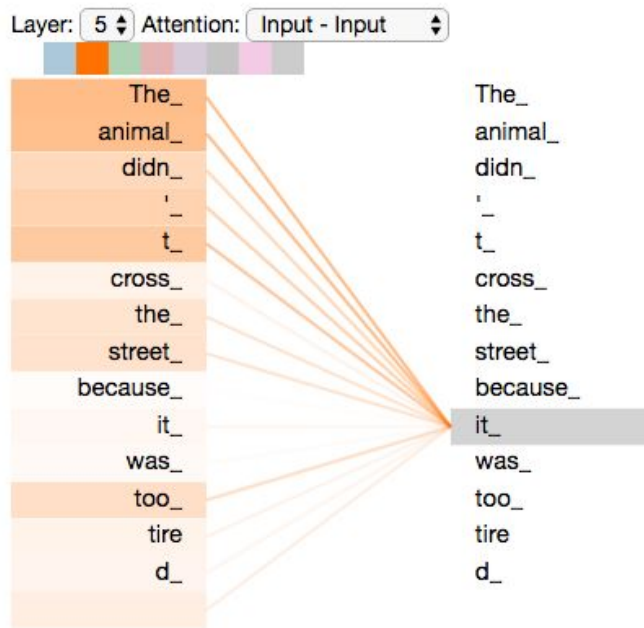 Layer: 5 Attention: Input - Input
The_ The_
animal_ animal_
didn_ didn_
'_ '_
t_ t_
cross_ cross_
the_ the_
street_ street_
because_ because_
it_ it_
was_ was_
too_ too_
tire tire
d_ d_